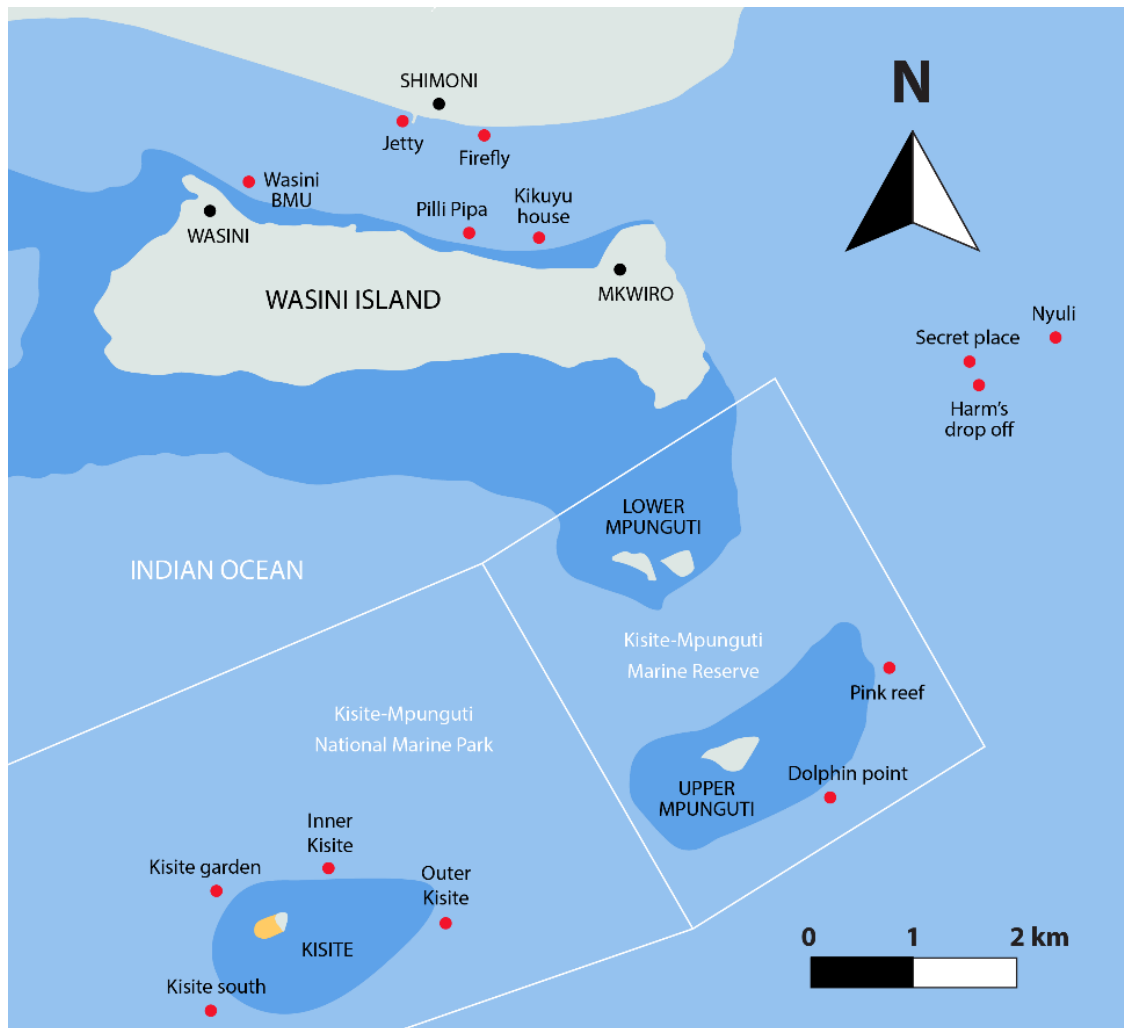 SHIMONI
N
Jetty
Firefly
Wasini
BMU
Pilli Pipa
Kikuyu
house
WASINI
WASINI ISLAND
MKWIRO
Nyuli
Secret place
Harm's
drop off
LOWER
MPUNGUTI
INDIAN OCEAN
Kisite-Mpunguti
Marine Reserve
Pink reef
Kisite-Mpunguti
National Marine Park
Dolphin point
UPPER
MPUNGUTI
Inner
Kisite
Kisite garden
Outer
Kisite
KISITE
Kisite south
0 1 2 km